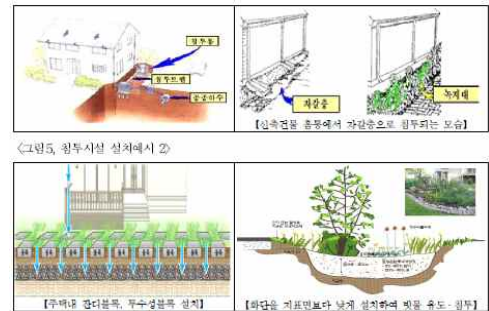 침투통
침투트렌치
자갈층
녹지대
【신축건물 홈통에서 자갈층으로 침투되는 모습】
<그림5, 침투시설 설치예시 2>
【주택내 잔디블록, 투수성블록 설치】
【화단을 지표면보다 낮게 설치하여 빗물 유도·침투】